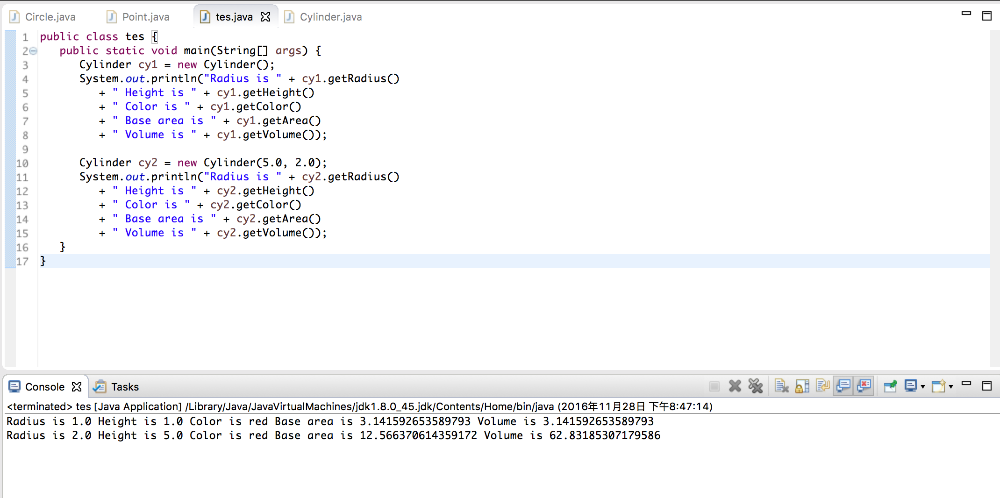 Circle.java Point.java tes.java Cylinder.java
1 public class tes {
2 public static void main(String[] args) {
3 Cylinder cy1 = new Cylinder();
4 System.out.println("Radius is " + cy1.getRadius()
5 + " Height is " + cy1.getHeight()
6 + " Color is " + cy1.getColor()
7 + " Base area is " + cy1.getArea()
8 + " Volume is " + cy1.getVolume());
9
10 Cylinder cy2 = new Cylinder(5.0, 2.0);
11 System.out.println("Radius is " + cy2.getRadius()
12 + " Height is " + cy2.getHeight()
13 + " Color is " + cy2.getColor()
14 + " Base area is " + cy2.getArea()
15 + " Volume is " + cy2.getVolume());
16 }
17 }
Console Tasks
<terminated> tes [Java Application] /Library/Java/JavaVirtualMachines/jdk1.8.0_45.jdk/Contents/Home/bin/java (2016年11月28日 下午8:47:14)
Radius is 1.0 Height is 1.0 Color is red Base area is 3.141592653589793 Volume is 3.141592653589793
Radius is 2.0 Height is 5.0 Color is red Base area is 12.566370614359172 Volume is 62.83185307179586